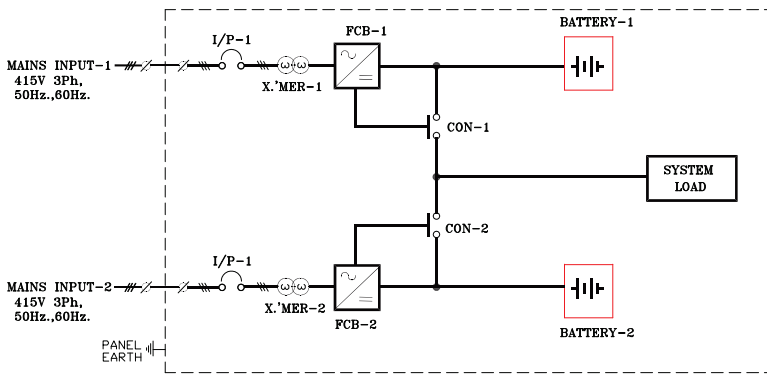 BATTERY-1
FCB-1
I/P-1
MAINS INPUT-1
415V 3Ph,
50Hz.,60Hz.
X.'MER-1
CON-1
SYSTEM
LOAD
CON-2
I/P-1
MAINS INPUT-2
415V 3Ph,
50Hz.,60Hz.
X.'MER-2
FCB-2
BATTERY-2
PANEL
EARTH